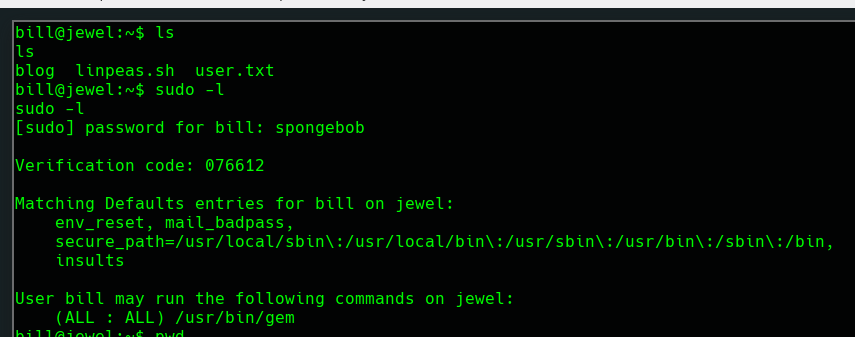 bill@jewel:~$ ls
ls
blog  linpeas.sh  user.txt
bill@jewel:~$ sudo -l
sudo -l
[sudo] password for bill: spongebob
Verification code: 076612
Matching Defaults entries for bill on jewel:
    env_reset, mail_badpass,
    secure_path=/usr/local/sbin\:/usr/local/bin\:/usr/sbin\:/usr/bin\:/sbin\:/bin,
    insults
User bill may run the following commands on jewel:
    (ALL : ALL) /usr/bin/gem
bill@jewel:~$ pwd